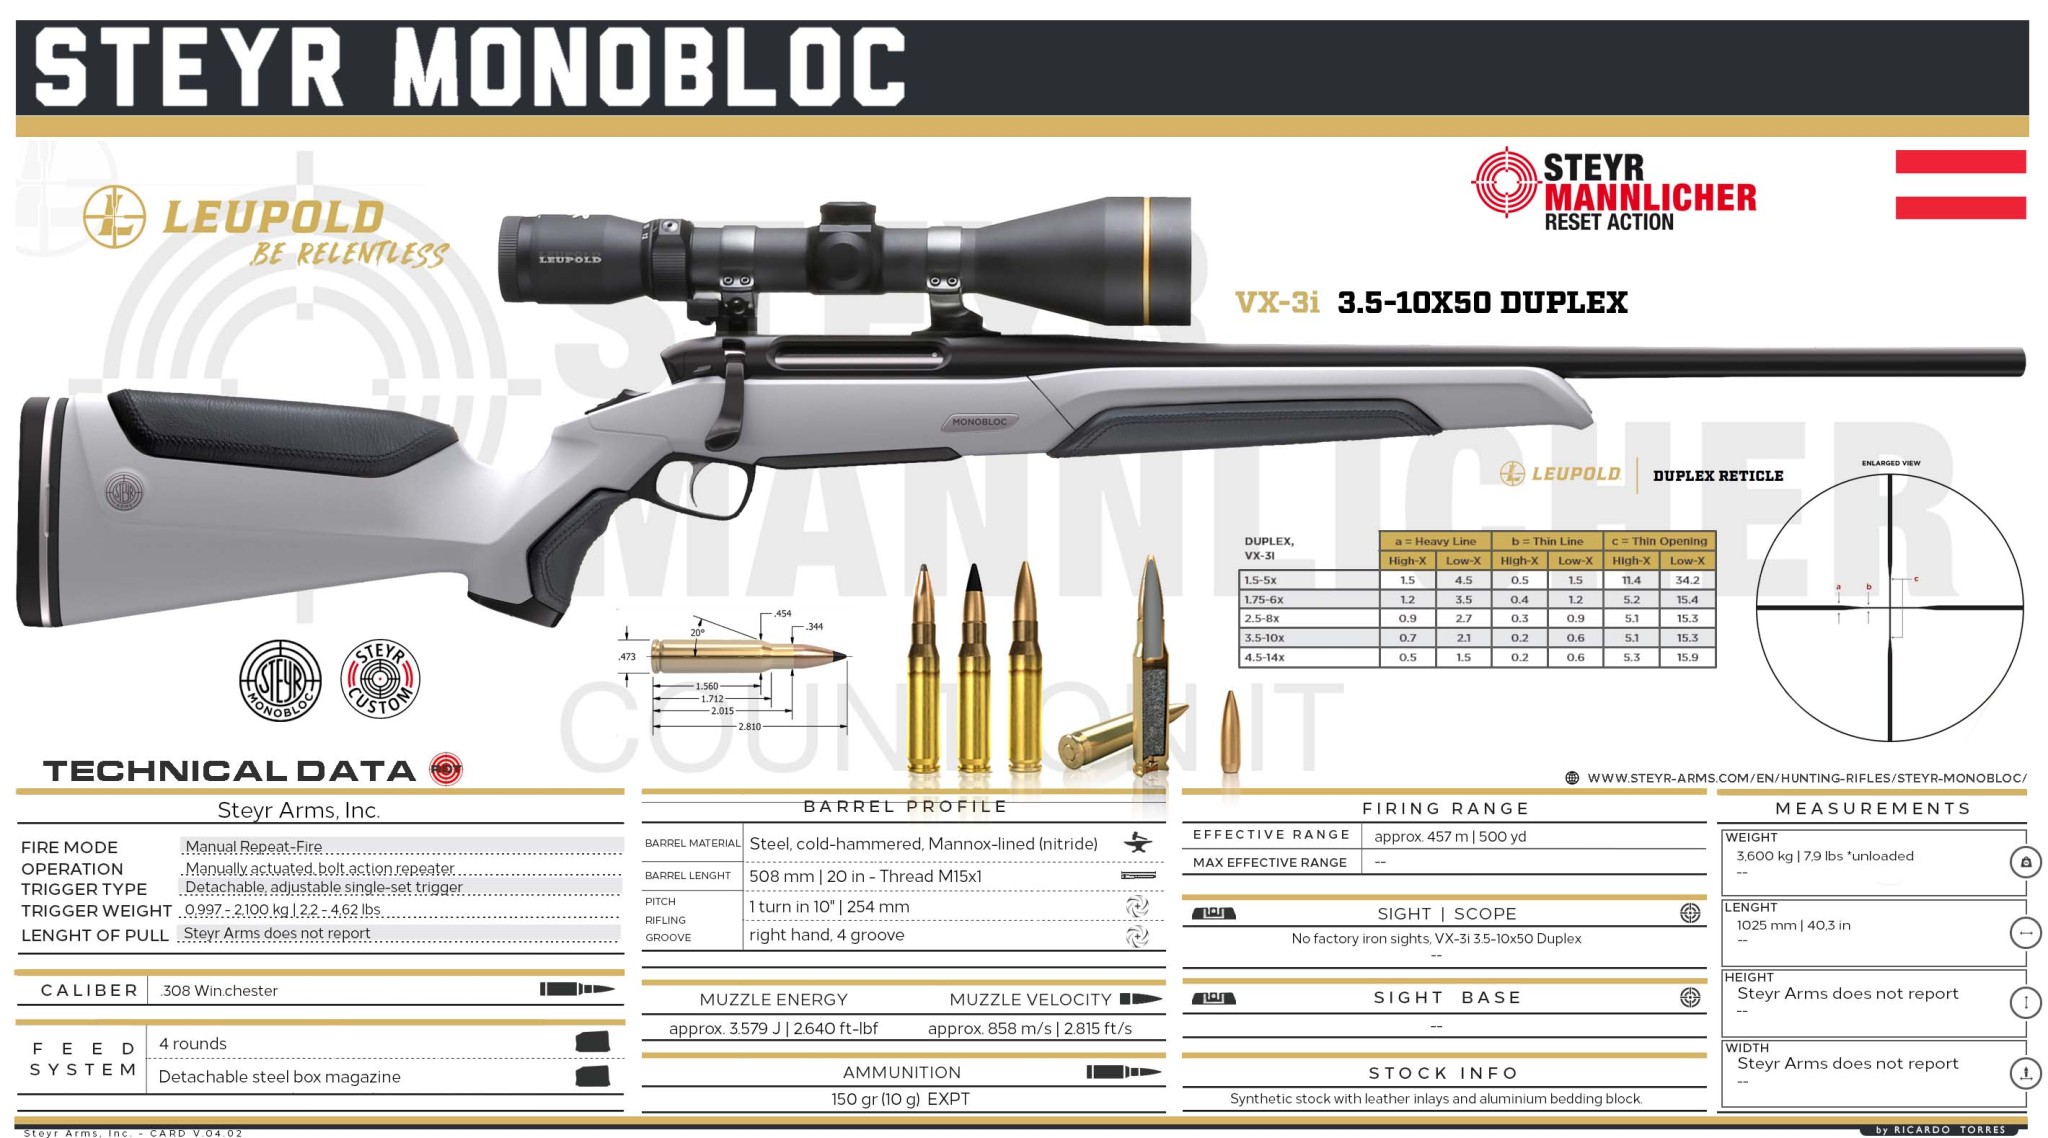 STEYR MONOBLOC
LEUPOLD
BE RELENTLESS
LEUPOLD
STEYR
MANNLICHER
RESET ACTION
VX-3i 3.5-10X50 DUPLEX
STEYR
MANNLICHER
COUNT ON IT
MONOBLOC
STEYR
ARMS
LEUPOLD DUPLEX RETICLE
ENLARGED VIEW
a
b
c
DUPLEX, VX-3I
a = Heavy Line b = Thin Line c = Thin Opening
High-X Low-X High-X Low-X High-X Low-X
1.5-5x 1.5 4.5 0.5 1.5 11.4 34.2
1.75-6x 1.2 3.5 0.4 1.2 5.2 15.4
2.5-8x 0.9 2.7 0.3 0.9 5.1 15.3
3.5-10x 0.7 2.1 0.2 0.6 5.1 15.3
4.5-14x 0.5 1.5 0.2 0.6 5.3 15.9
STEYR
MONOBLOC
STEYR
CUSTOM
.454
20°
.344
.473
1.560
1.712
2.015
2.810
WWW.STEYR-ARMS.COM/EN/HUNTING-RIFLES/STEYR-MONOBLOC/
TECHNICAL DATA
Steyr Arms, Inc.
FIRE MODE Manual Repeat-Fire
OPERATION Manually actuated, bolt action repeater
TRIGGER TYPE Detachable, adjustable single-set trigger
TRIGGER WEIGHT 0,997 - 2,100 kg | 2,2 - 4,62 lbs
LENGHT OF PULL Steyr Arms does not report
CALIBER .308 Win.chester
FEED SYSTEM
4 rounds
Detachable steel box magazine
BARREL PROFILE
BARREL MATERIAL Steel, cold-hammered, Mannox-lined (nitride)
BARREL LENGHT 508 mm | 20 in - Thread M15x1
PITCH 1 turn in 10" | 254 mm
RIFLING
GROOVE right hand, 4 groove
MUZZLE ENERGY MUZZLE VELOCITY
approx. 3.579 J | 2.640 ft-lbf approx. 858 m/s | 2.815 ft/s
AMMUNITION
150 gr (10 g) EXPT
FIRING RANGE
EFFECTIVE RANGE approx. 457 m | 500 yd
MAX EFFECTIVE RANGE --
SIGHT | SCOPE
No factory iron sights, VX-3i 3.5-10x50 Duplex
--
SIGHT BASE
--
STOCK INFO
Synthetic stock with leather inlays and aluminium bedding block.
MEASUREMENTS
WEIGHT
3,600 kg | 7,9 lbs *unloaded
--
LENGHT
1025 mm | 40,3 in
--
HEIGHT
Steyr Arms does not report
--
WIDTH
Steyr Arms does not report
--
Steyr Arms, Inc. - CARD V.04.02
by RICARDO TORRES